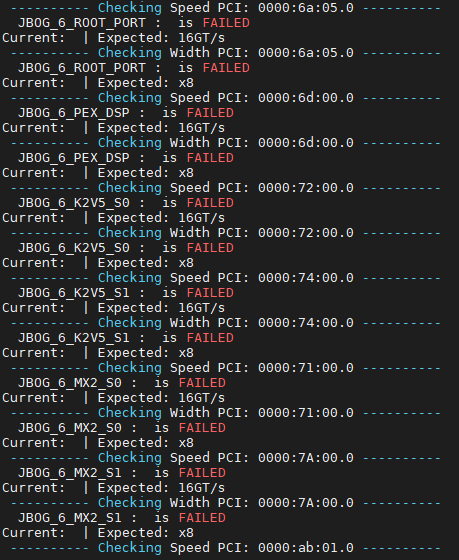 ---------- Checking Speed PCI: 0000:6a:05.0 ----------
JBOG_6_ROOT_PORT :  is FAILED
Current:  | Expected: 16GT/s
---------- Checking Width PCI: 0000:6a:05.0 ----------
JBOG_6_ROOT_PORT :  is FAILED
Current:  | Expected: x8
---------- Checking Speed PCI: 0000:6d:00.0 ----------
JBOG_6_PEX_DSP :  is FAILED
Current:  | Expected: 16GT/s
---------- Checking Width PCI: 0000:6d:00.0 ----------
JBOG_6_PEX_DSP :  is FAILED
Current:  | Expected: x8
---------- Checking Speed PCI: 0000:72:00.0 ----------
JBOG_6_K2V5_S0 :  is FAILED
Current:  | Expected: 16GT/s
---------- Checking Width PCI: 0000:72:00.0 ----------
JBOG_6_K2V5_S0 :  is FAILED
Current:  | Expected: x8
---------- Checking Speed PCI: 0000:74:00.0 ----------
JBOG_6_K2V5_S1 :  is FAILED
Current:  | Expected: 16GT/s
---------- Checking Width PCI: 0000:74:00.0 ----------
JBOG_6_K2V5_S1 :  is FAILED
Current:  | Expected: x8
---------- Checking Speed PCI: 0000:71:00.0 ----------
JBOG_6_MX2_S0 :  is FAILED
Current:  | Expected: 16GT/s
---------- Checking Width PCI: 0000:71:00.0 ----------
JBOG_6_MX2_S0 :  is FAILED
Current:  | Expected: x8
---------- Checking Speed PCI: 0000:7A:00.0 ----------
JBOG_6_MX2_S1 :  is FAILED
Current:  | Expected: 16GT/s
---------- Checking Width PCI: 0000:7A:00.0 ----------
JBOG_6_MX2_S1 :  is FAILED
Current:  | Expected: x8
---------- Checking Speed PCI: 0000:ab:01.0 ----------